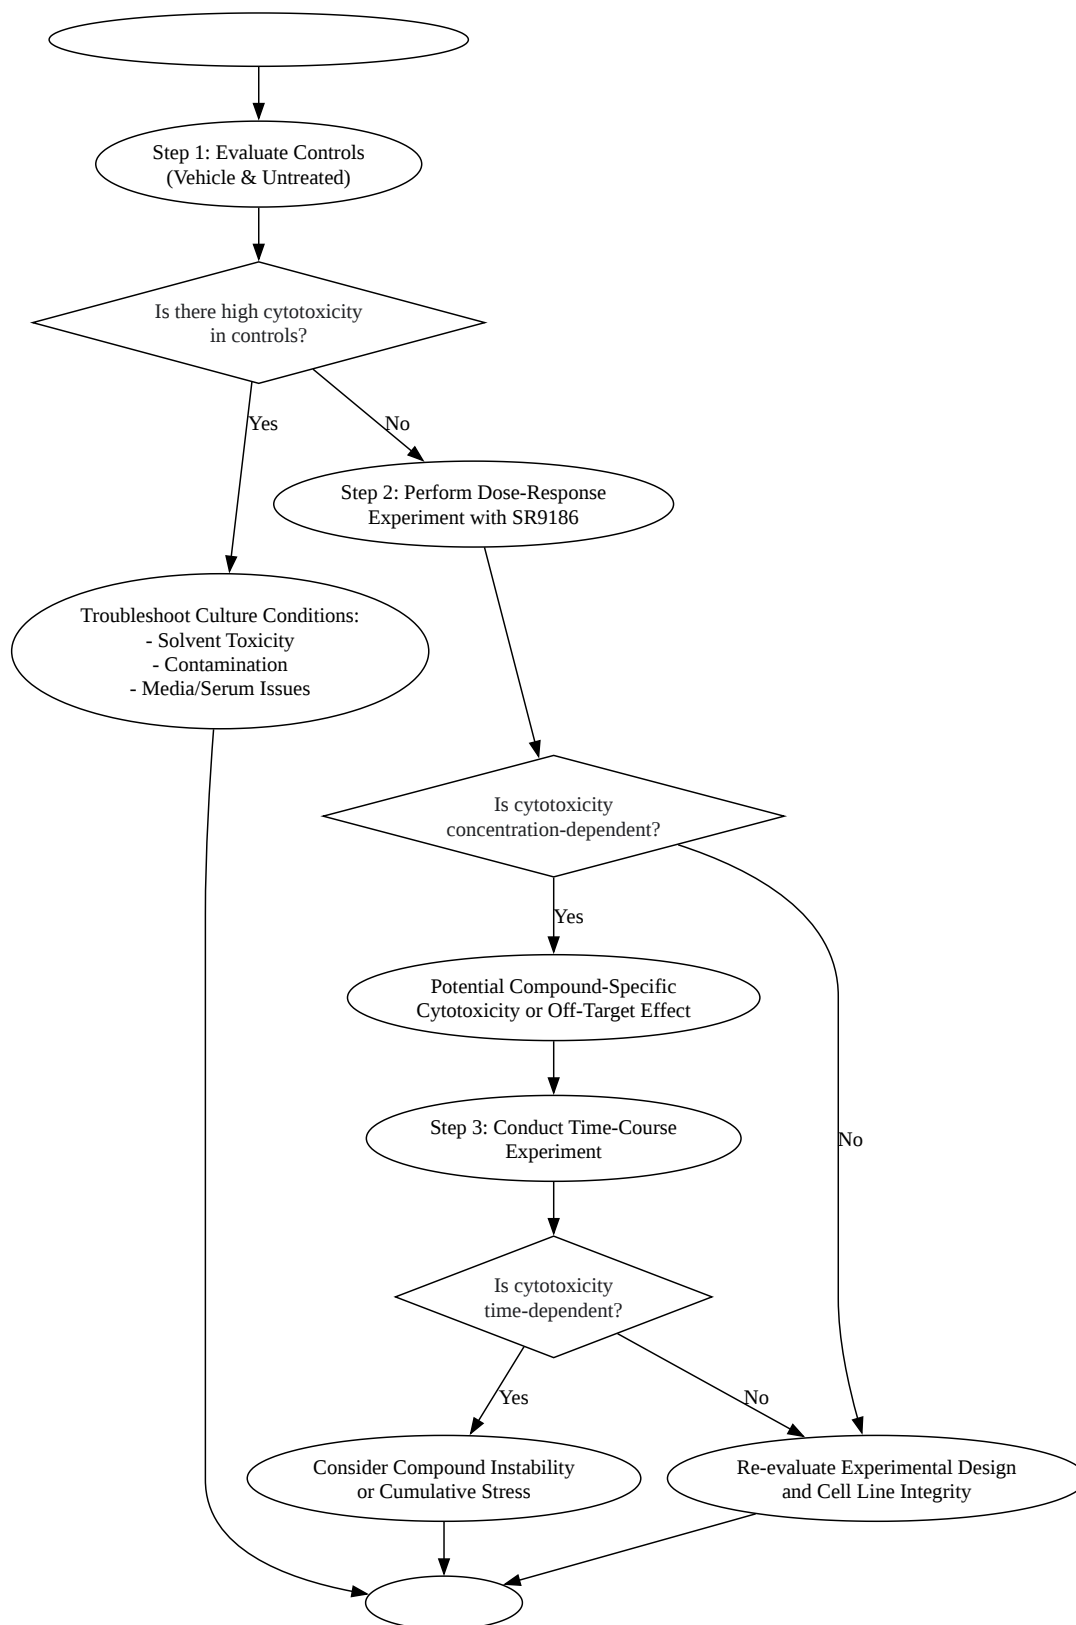 Step 1: Evaluate Controls
(Vehicle & Untreated)
Is there high cytotoxicity
in controls?
Yes
No
Step 2: Perform Dose-Response
Experiment with SR9186
Troubleshoot Culture Conditions:
- Solvent Toxicity
- Contamination
- Media/Serum Issues
Is cytotoxicity
concentration-dependent?
Yes
Potential Compound-Specific
Cytotoxicity or Off-Target Effect
Step 3: Conduct Time-Course
Experiment
No
Is cytotoxicity
time-dependent?
Yes
No
Consider Compound Instability
or Cumulative Stress
Re-evaluate Experimental Design
and Cell Line Integrity